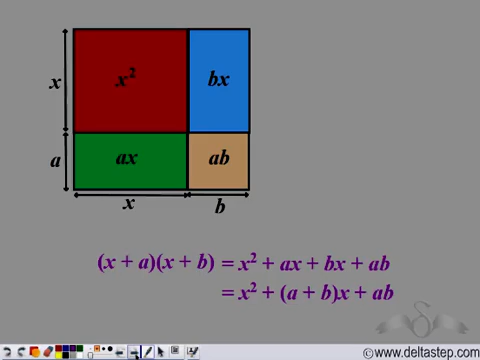 x² bx
x
ax ab
a
x b
(x + a)(x + b) = x² + ax + bx + ab
= x² + (a + b)x + ab
© www.deltastep.com